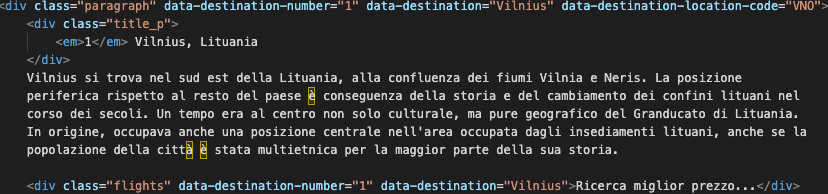 <div class="paragraph" data-destination-number="1" data-destination="Vilnius" data-destination-location-code="VNO">
<div class="title_p">
<em>1</em> Vilnius, Lituania
</div>
Vilnius si trova nel sud est della Lituania, alla confluenza dei fiumi Vilnia e Neris. La posizione
periferica rispetto al resto del paese è conseguenza della storia e del cambiamento dei confini lituani nel
corso dei secoli. Un tempo era al centro non solo culturale, ma pure geografico del Granducato di Lituania.
In origine, occupava anche una posizione centrale nell'area occupata dagli insediamenti lituani, anche se la
popolazione della città è stata multietnica per la maggior parte della sua storia.
<div class="flights" data-destination-number="1" data-destination="Vilnius">Ricerca miglior prezzo...</div>